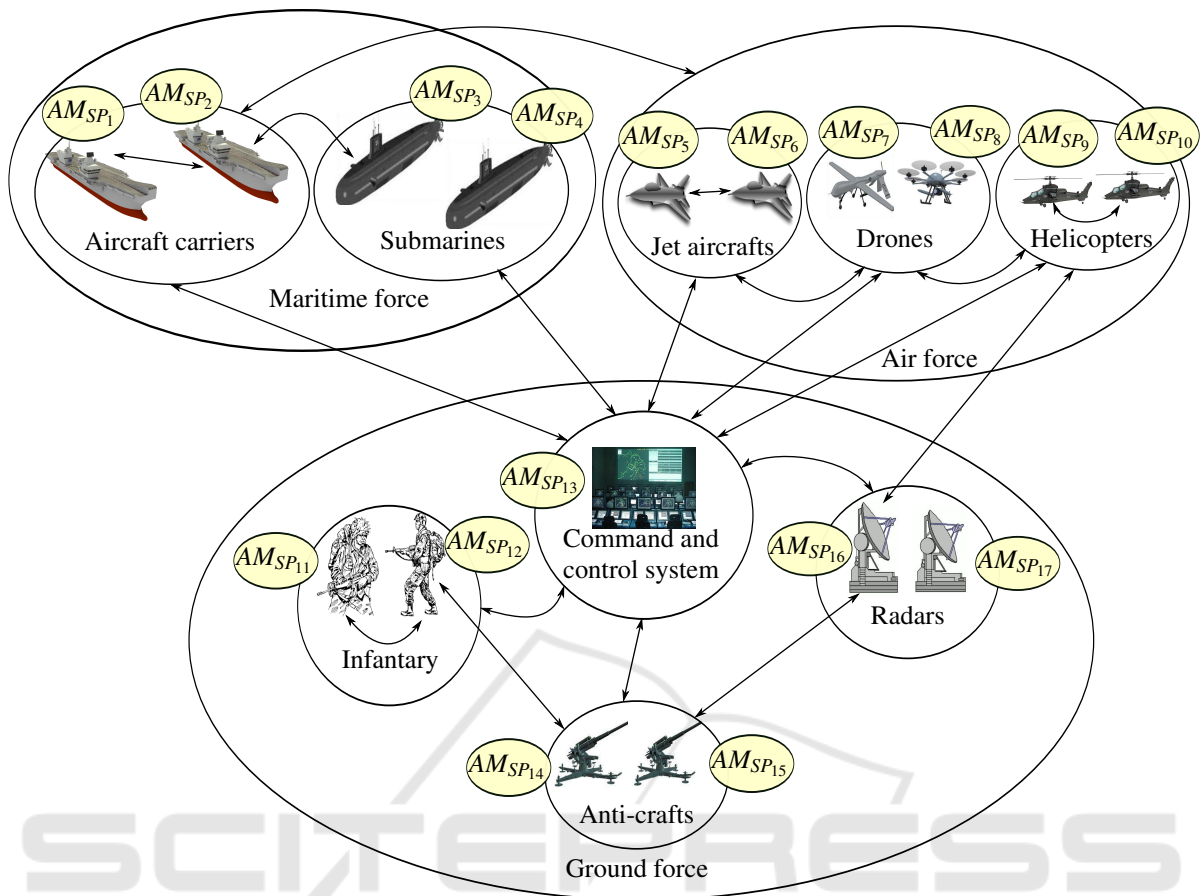 AM_SP1
AM_SP2
AM_SP3
AM_SP4
Aircraft carriers
Submarines
Maritime force
AM_SP5
AM_SP6
AM_SP7
AM_SP8
AM_SP9
AM_SP10
Jet aircrafts
Drones
Helicopters
Air force
AM_SP13
Command and
control system
AM_SP11
AM_SP12
Infantary
AM_SP16
AM_SP17
Radars
AM_SP14
AM_SP15
Anti-crafts
Ground force
SCITEPRESS